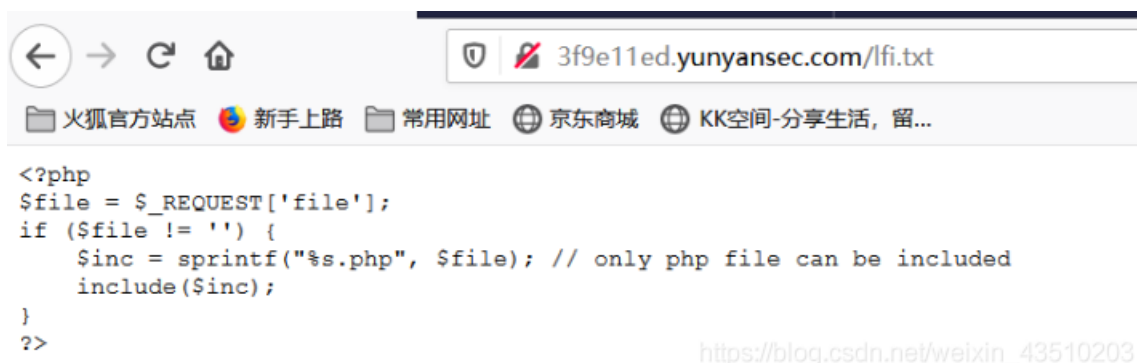 3f9e11ed.yunyansec.com/lfi.txt
火狐官方站点 新手上路 常用网址 京东商城 KK空间-分享生活，留...
<?php
$file = $_REQUEST['file'];
if ($file != '') {
    $inc = sprintf("%s.php", $file); // only php file can be included
    include($inc);
}
?>
https://blog.csdn.net/weixin_43510203